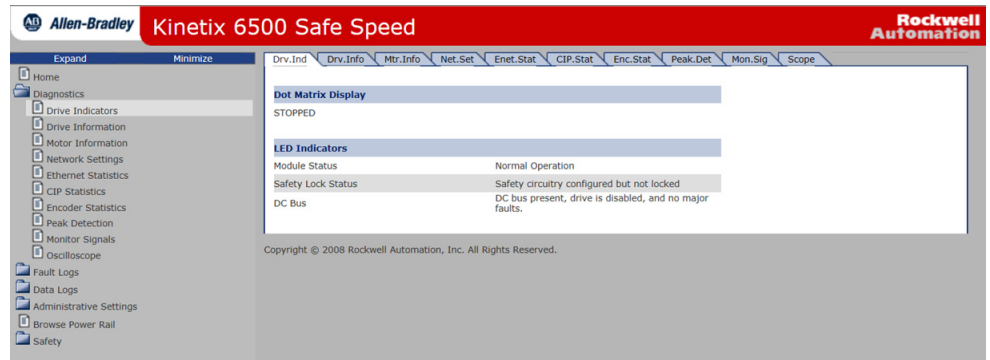 Allen-Bradley
Kinetix 6500 Safe Speed
Rockwell
Automation
Expand Minimize
Home
Diagnostics
Drive Indicators
Drive Information
Motor Information
Network Settings
Ethernet Statistics
CIP Statistics
Encoder Statistics
Peak Detection
Monitor Signals
Oscilloscope
Fault Logs
Data Logs
Administrative Settings
Browse Power Rail
Safety
Drv.Ind Drv.Info Mtr.Info Net.Set Enet.Stat CIP.Stat Enc.Stat Peak.Det Mon.Sig Scope
Dot Matrix Display
STOPPED
LED Indicators
Module Status Normal Operation
Safety Lock Status Safety circuitry configured but not locked
DC Bus DC bus present, drive is disabled, and no major
faults.
Copyright © 2008 Rockwell Automation, Inc. All Rights Reserved.